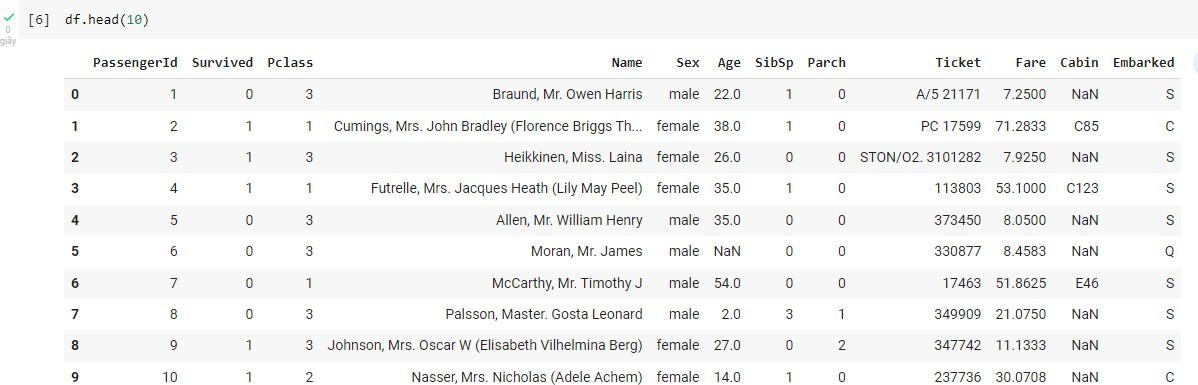 [6] df.head(10)
0
giây
PassengerId Survived Pclass Name Sex Age SibSp Parch Ticket Fare Cabin Embarked
0 1 0 3 Braund, Mr. Owen Harris male 22.0 1 0 A/5 21171 7.2500 NaN S
1 2 1 1 Cumings, Mrs. John Bradley (Florence Briggs Th... female 38.0 1 0 PC 17599 71.2833 C85 C
2 3 1 3 Heikkinen, Miss. Laina female 26.0 0 0 STON/O2. 3101282 7.9250 NaN S
3 4 1 1 Futrelle, Mrs. Jacques Heath (Lily May Peel) female 35.0 1 0 113803 53.1000 C123 S
4 5 0 3 Allen, Mr. William Henry male 35.0 0 0 373450 8.0500 NaN S
5 6 0 3 Moran, Mr. James male NaN 0 0 330877 8.4583 NaN Q
6 7 0 1 McCarthy, Mr. Timothy J male 54.0 0 0 17463 51.8625 E46 S
7 8 0 3 Palsson, Master. Gosta Leonard male 2.0 3 1 349909 21.0750 NaN S
8 9 1 3 Johnson, Mrs. Oscar W (Elisabeth Vilhelmina Berg) female 27.0 0 2 347742 11.1333 NaN S
9 10 1 2 Nasser, Mrs. Nicholas (Adele Achem) female 14.0 1 0 237736 30.0708 NaN C